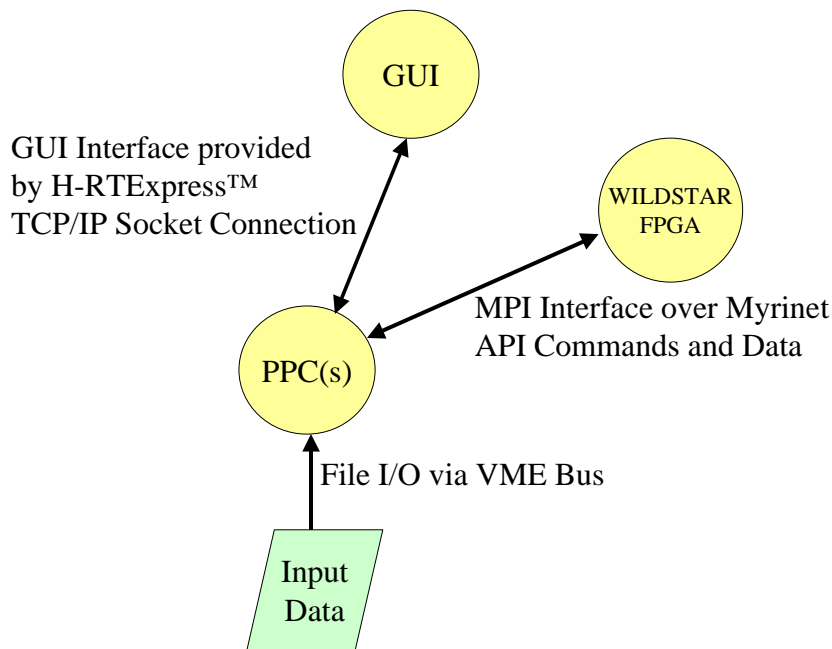 GUI
GUI Interface provided
by H-RTExpress™
TCP/IP Socket Connection
WILDSTAR
FPGA
MPI Interface over Myrinet
API Commands and Data
PPC(s)
File I/O via VME Bus
Input
Data